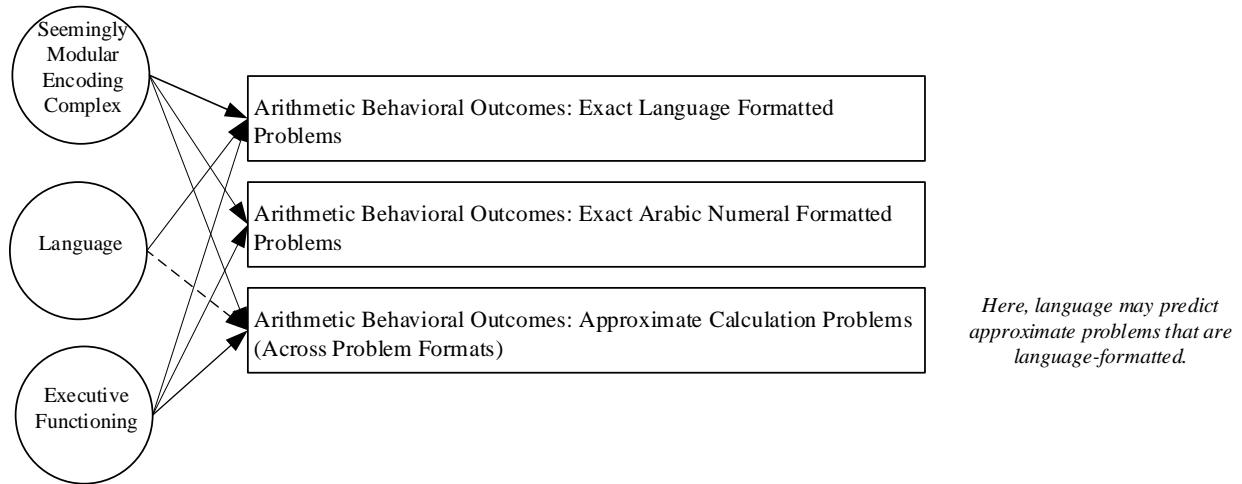 Seemingly
Modular
Encoding
Complex
Arithmetic Behavioral Outcomes: Exact Language Formatted
Problems
Language
Arithmetic Behavioral Outcomes: Exact Arabic Numeral Formatted
Problems
Arithmetic Behavioral Outcomes: Approximate Calculation Problems
(Across Problem Formats)
Here, language may predict
approximate problems that are
language-formatted.
Executive
Functioning